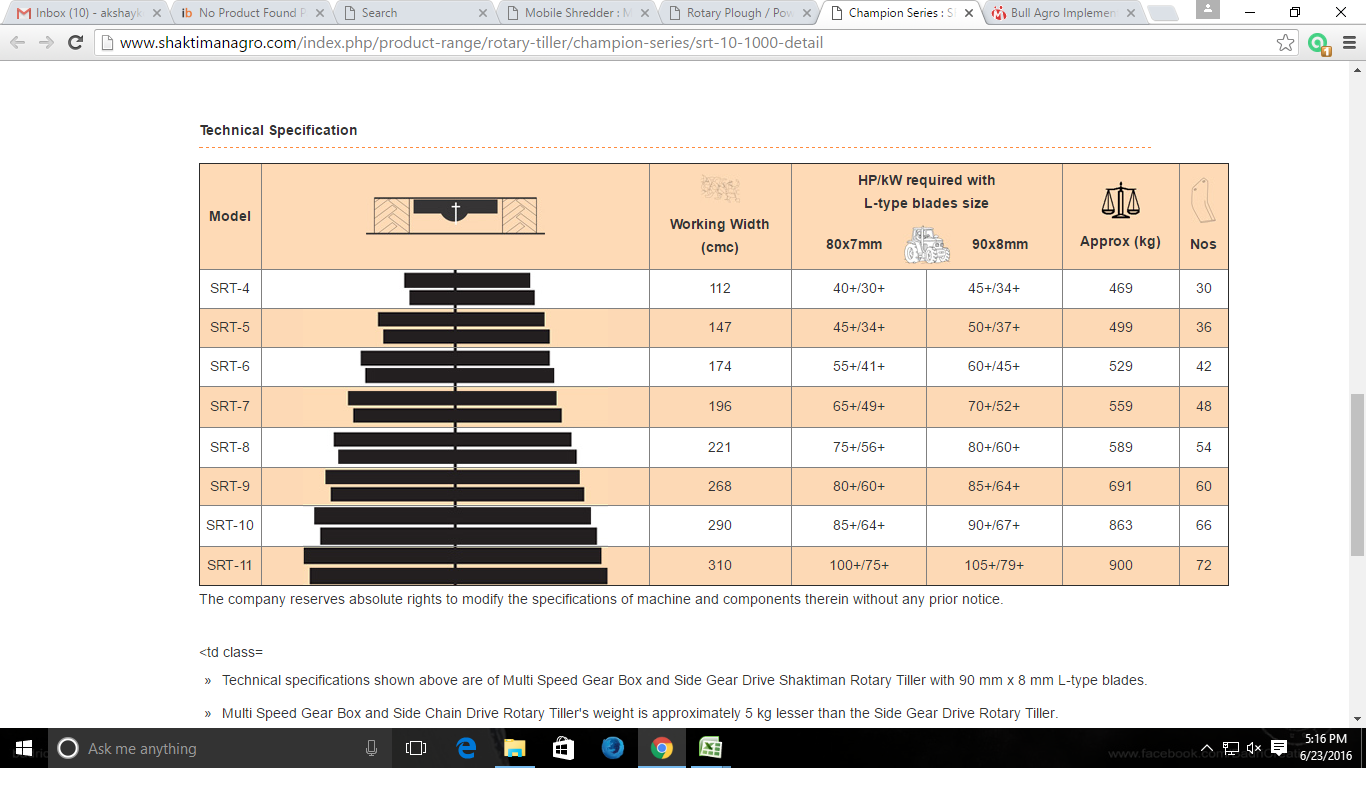 Inbox (10) - akshayk
No Product Found
Search
Mobile Shredder : M
Rotary Plough / Pow
Champion Series : S
Bull Agro Implemen
www.shaktimanagro.com/index.php/product-range/rotary-tiller/champion-series/srt-10-1000-detail
1
Technical Specification
Model Working Width (cmc) HP/kW required with L-type blades size 80x7mm 90x8mm Approx (kg) Nos
SRT-4 112 40+/30+ 45+/34+ 469 30
SRT-5 147 45+/34+ 50+/37+ 499 36
SRT-6 174 55+/41+ 60+/45+ 529 42
SRT-7 196 65+/49+ 70+/52+ 559 48
SRT-8 221 75+/56+ 80+/60+ 589 54
SRT-9 268 80+/60+ 85+/64+ 691 60
SRT-10 290 85+/64+ 90+/67+ 863 66
SRT-11 310 100+/75+ 105+/79+ 900 72
The company reserves absolute rights to modify the specifications of machine and components therein without any prior notice.
<td class=
» Technical specifications shown above are of Multi Speed Gear Box and Side Gear Drive Shaktiman Rotary Tiller with 90 mm x 8 mm L-type blades.
» Multi Speed Gear Box and Side Chain Drive Rotary Tiller's weight is approximately 5 kg lesser than the Side Gear Drive Rotary Tiller.
Ask me anything
5:16 PM
6/23/2016